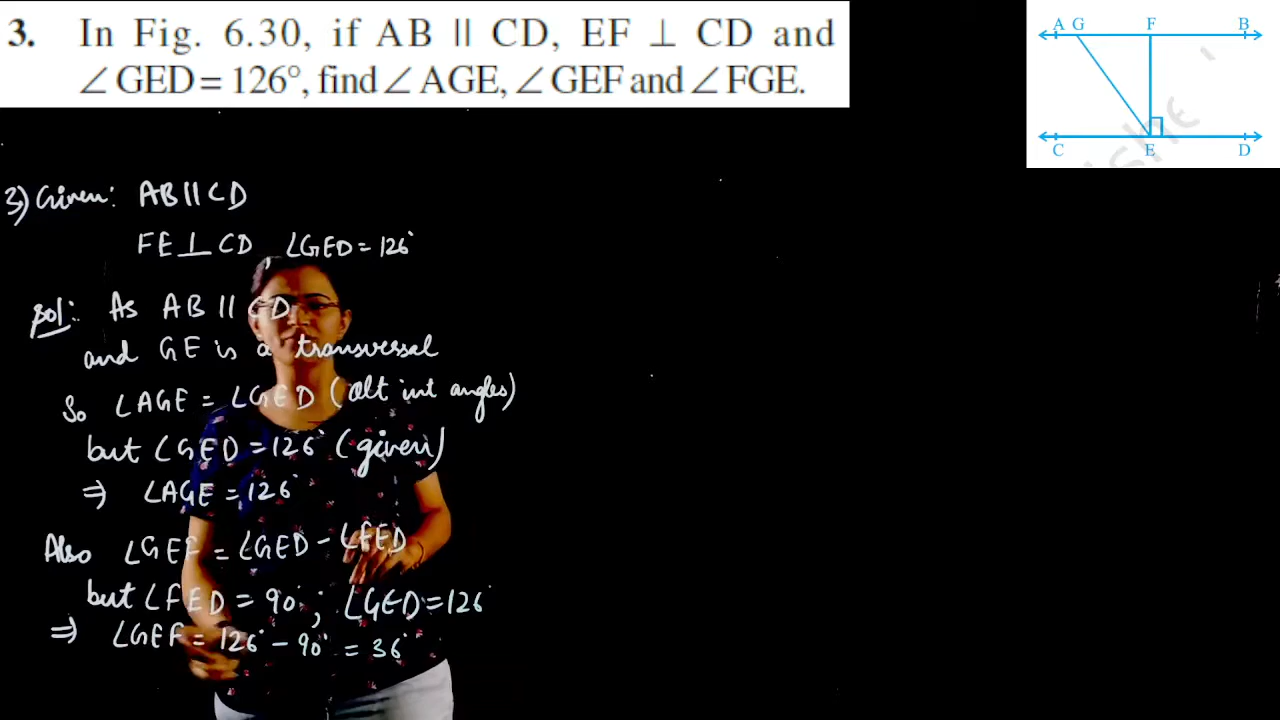 3. In Fig. 6.30, if AB || CD, EF ⊥ CD and
∠ GED = 126°, find ∠ AGE, ∠ GEF and ∠ FGE.
A G F B
C E D
3) Given: AB || CD
FE ⊥ CD, ∠GED = 126°
Sol: As AB || CD
and GE is a transversal
So ∠AGE = ∠GED (alt int angles)
but ∠GED = 126° (given)
⇒ ∠AGE = 126°
Also ∠GEF = ∠GED - ∠FED
but ∠FED = 90° ; ∠GED = 126°
⇒ ∠GEF = 126° - 90° = 36°